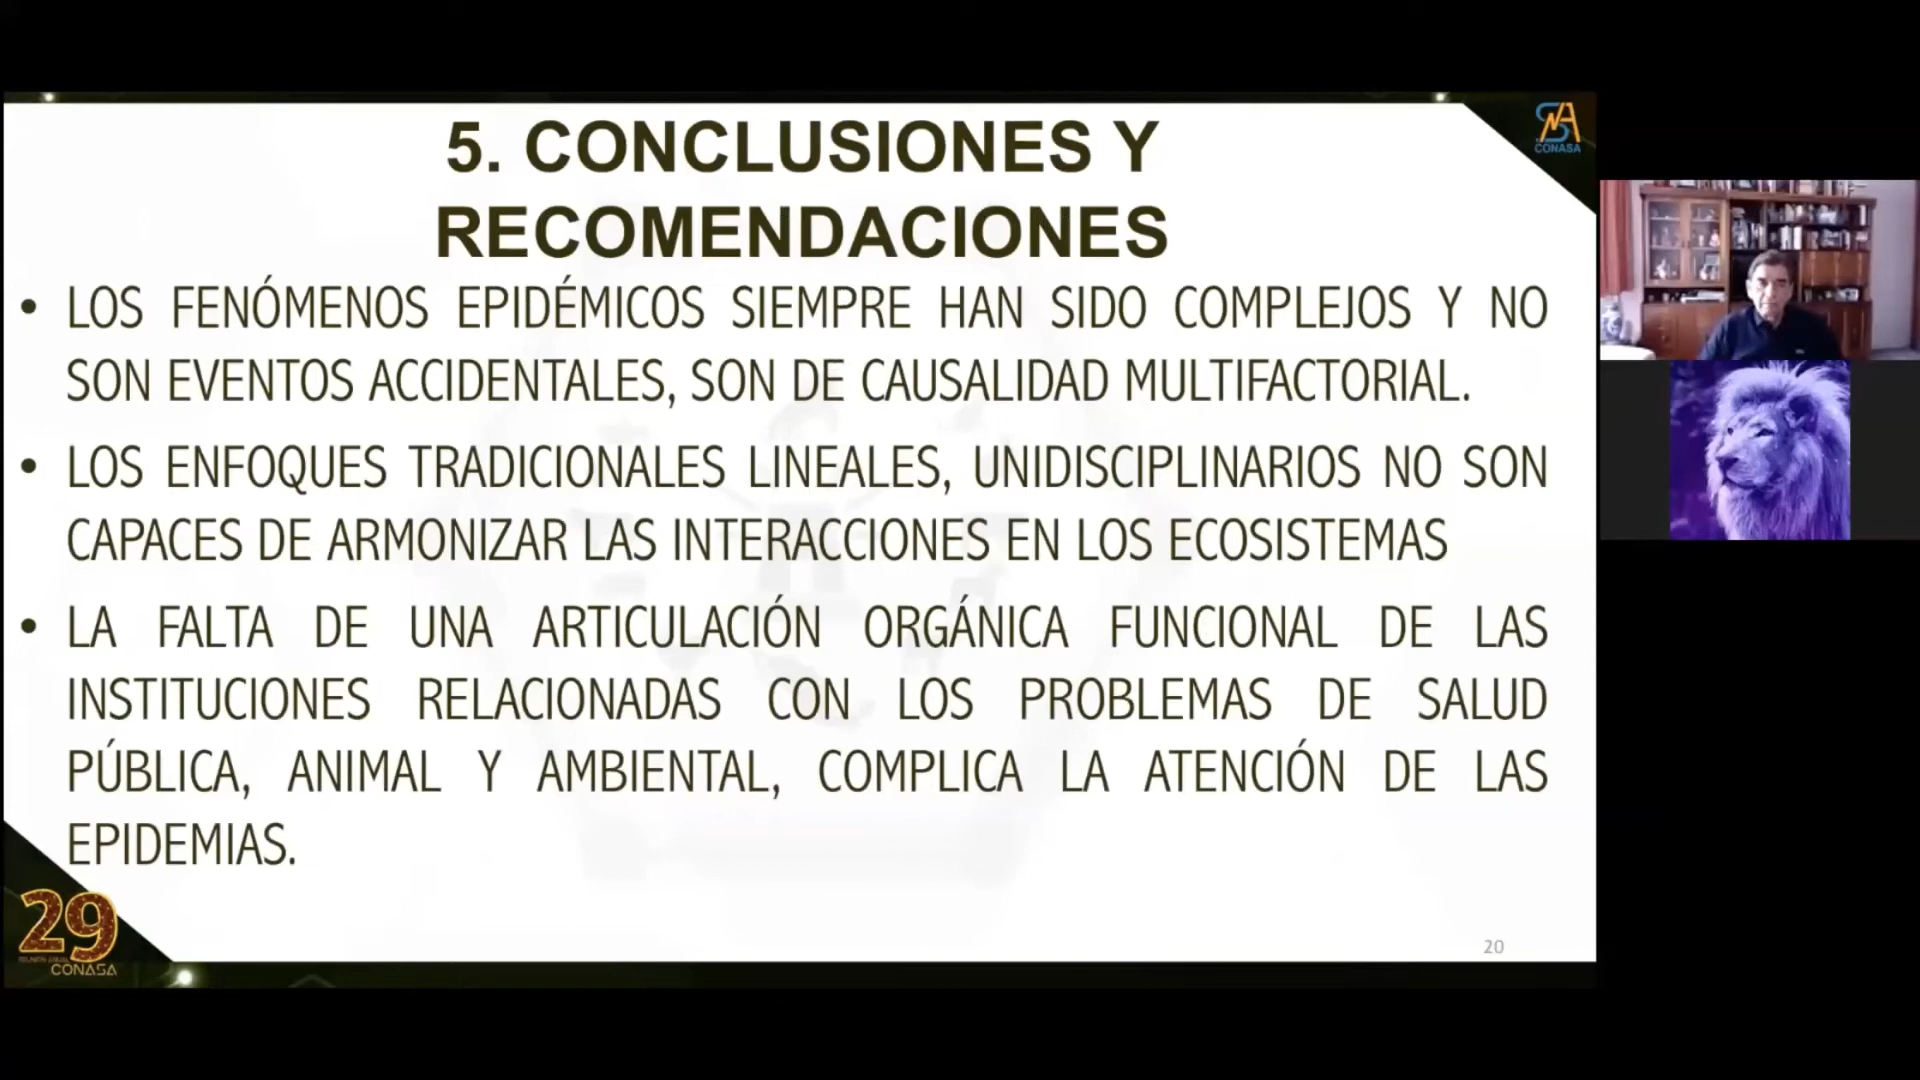 5. CONCLUSIONES Y
RECOMENDACIONES
• LOS FENÓMENOS EPIDÉMICOS SIEMPRE HAN SIDO COMPLEJOS Y NO
SON EVENTOS ACCIDENTALES, SON DE CAUSALIDAD MULTIFACTORIAL.
• LOS ENFOQUES TRADICIONALES LINEALES, UNIDISCIPLINARIOS NO SON
CAPACES DE ARMONIZAR LAS INTERACCIONES EN LOS ECOSISTEMAS
• LA FALTA DE UNA ARTICULACIÓN ORGÁNICA FUNCIONAL DE LAS
INSTITUCIONES RELACIONADAS CON LOS PROBLEMAS DE SALUD
PÚBLICA, ANIMAL Y AMBIENTAL, COMPLICA LA ATENCIÓN DE LAS
EPIDEMIAS.
CONASA
29
REUNIÓN ANUAL
CONASA
20